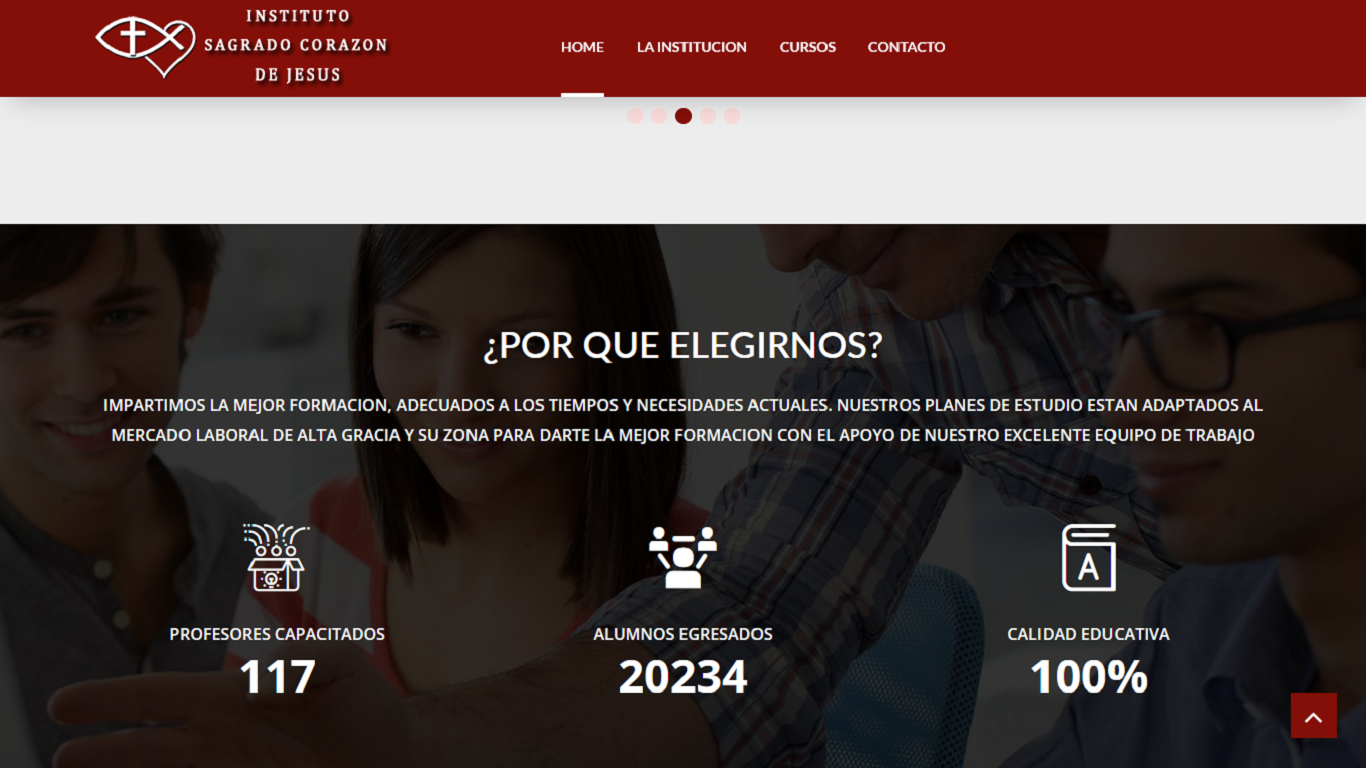 INSTITUTO
SAGRADO CORAZON
DE JESUS
HOME
LA INSTITUCION
CURSOS
CONTACTO
¿POR QUE ELEGIRNOS?
IMPARTIMOS LA MEJOR FORMACION, ADECUADOS A LOS TIEMPOS Y NECESIDADES ACTUALES. NUESTROS PLANES DE ESTUDIO ESTAN ADAPTADOS AL
MERCADO LABORAL DE ALTA GRACIA Y SU ZONA PARA DARTE LA MEJOR FORMACION CON EL APOYO DE NUESTRO EXCELENTE EQUIPO DE TRABAJO
A
PROFESORES CAPACITADOS
117
ALUMNOS EGRESADOS
20234
CALIDAD EDUCATIVA
100%